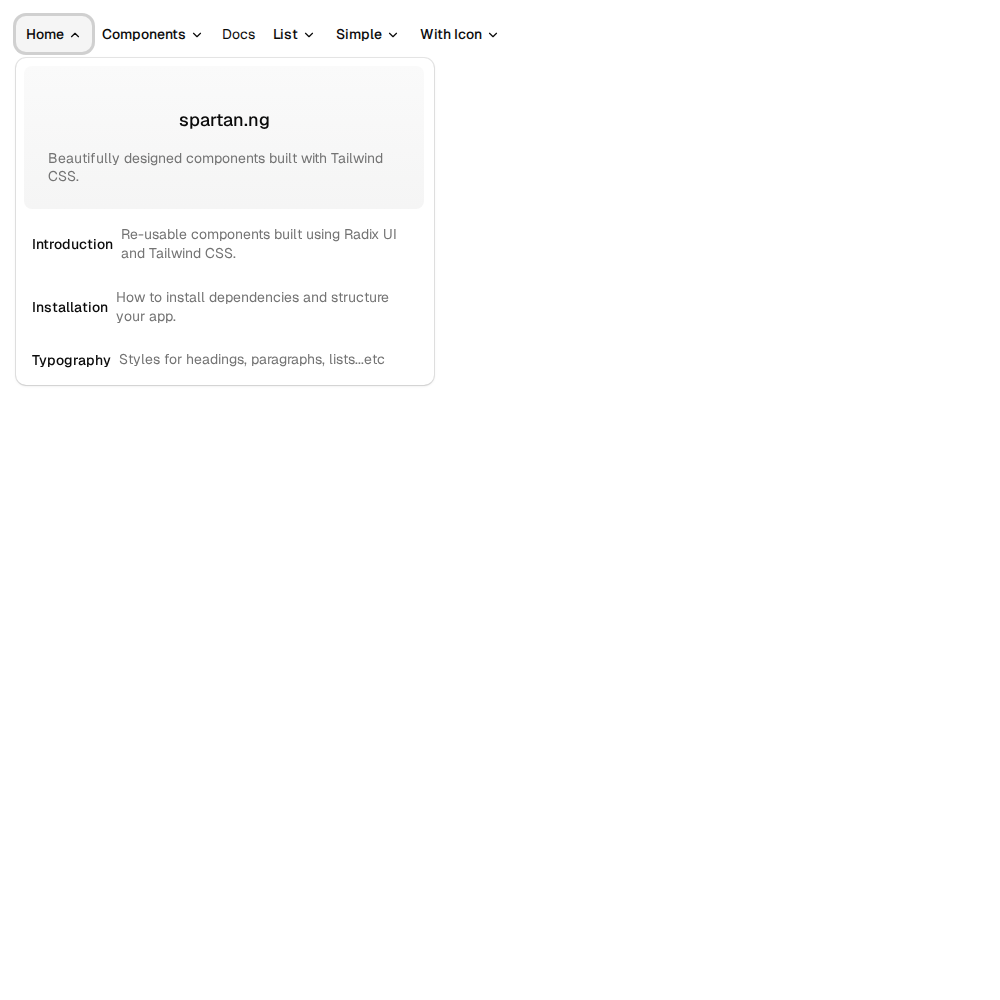 Home Components Docs List Simple With Icon
spartan.ng
Beautifully designed components built with Tailwind
CSS.
Introduction Re-usable components built using Radix UI
and Tailwind CSS.
Installation How to install dependencies and structure
your app.
Typography Styles for headings, paragraphs, lists...etc